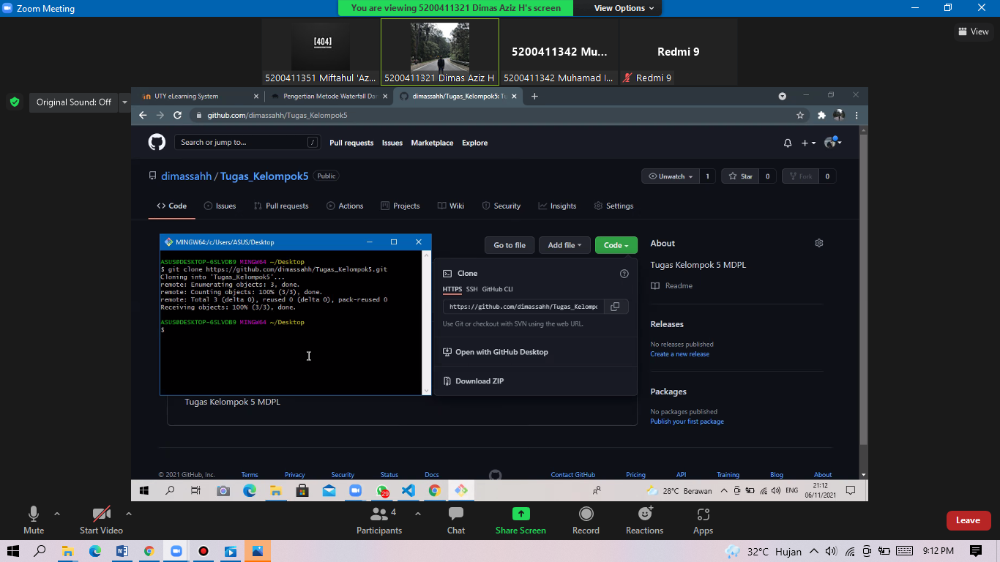 Zoom Meeting
You are viewing 5200411321 Dimas Aziz H's screen
View Options
View
[404]
5200411351 Miftahul 'Az...
5200411321 Dimas Aziz H
5200411342 Mu...
5200411342 Muhamad I...
Redmi 9
Redmi 9
Original Sound: Off
UTY eLearning System
Pengertian Metode Waterfall Dan
dimassahh/Tugas_Kelompok5: Tu
github.com/dimassahh/Tugas_Kelompok5
Search or jump to...
/
Pull requests
Issues
Marketplace
Explore
dimassahh / Tugas_Kelompok5
Public
Unwatch
1
Star
0
Fork
0
Code
Issues
Pull requests
Actions
Projects
Wiki
Security
Insights
Settings
MINGW64:/c/Users/ASUS/Desktop
ASUS@DESKTOP-6SLVDB9 MINGW64 ~/Desktop
$ git clone https://github.com/dimassahh/Tugas_Kelompok5.git
Cloning into 'Tugas_Kelompok5'...
remote: Enumerating objects: 3, done.
remote: Counting objects: 100% (3/3), done.
remote: Total 3 (delta 0), reused 0 (delta 0), pack-reused 0
Receiving objects: 100% (3/3), done.
ASUS@DESKTOP-6SLVDB9 MINGW64 ~/Desktop
$
Go to file
Add file
Code
Clone
HTTPS
SSH
GitHub CLI
https://github.com/dimassahh/Tugas_Kelompo
Use Git or checkout with SVN using the web URL.
Open with GitHub Desktop
Download ZIP
Tugas Kelompok 5 MDPL
About
Tugas Kelompok 5 MDPL
Readme
Releases
No releases published
Create a new release
Packages
No packages published
Publish your first package
© 2021 GitHub, Inc.
Terms
Privacy
Security
Status
Docs
Contact GitHub
Pricing
API
Training
Blog
About
29
28°C Berawan
ENG
21:12
06/11/2021
Mute
Start Video
Participants
4
Chat
Share Screen
Record
Reactions
Apps
Leave
32°C Hujan
9:12 PM